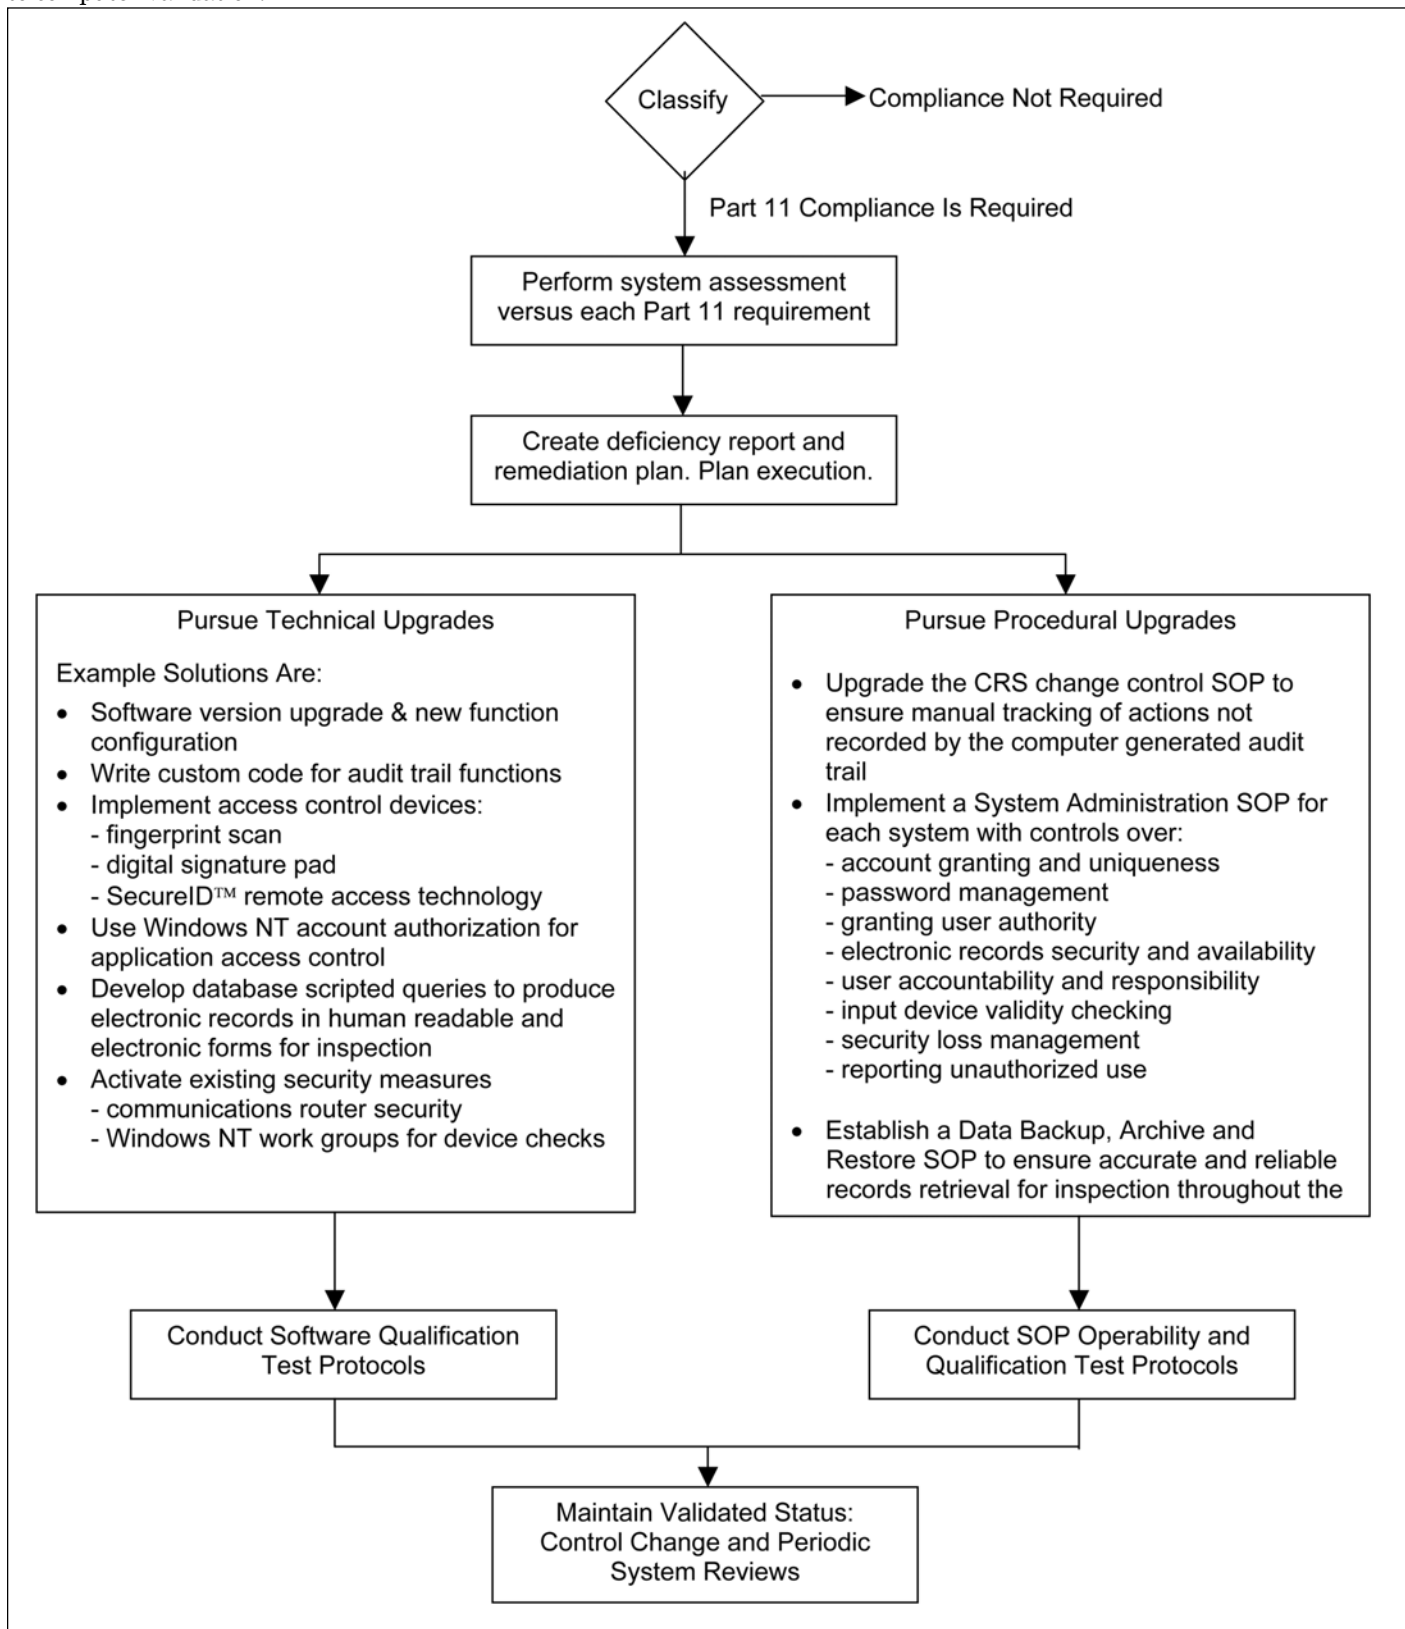 Classify
Compliance Not Required
Part 11 Compliance Is Required
Perform system assessment
versus each Part 11 requirement
Create deficiency report and
remediation plan. Plan execution.
Pursue Technical Upgrades
Example Solutions Are:
• Software version upgrade & new function
configuration
• Write custom code for audit trail functions
• Implement access control devices:
- fingerprint scan
- digital signature pad
- SecureID™ remote access technology
• Use Windows NT account authorization for
application access control
• Develop database scripted queries to produce
electronic records in human readable and
electronic forms for inspection
• Activate existing security measures
- communications router security
- Windows NT work groups for device checks
Pursue Procedural Upgrades
• Upgrade the CRS change control SOP to
ensure manual tracking of actions not
recorded by the computer generated audit
trail
• Implement a System Administration SOP for
each system with controls over:
- account granting and uniqueness
- password management
- granting user authority
- electronic records security and availability
- user accountability and responsibility
- input device validity checking
- security loss management
- reporting unauthorized use
• Establish a Data Backup, Archive and
Restore SOP to ensure accurate and reliable
records retrieval for inspection throughout the
Conduct Software Qualification
Test Protocols
Conduct SOP Operability and
Qualification Test Protocols
Maintain Validated Status:
Control Change and Periodic
System Reviews